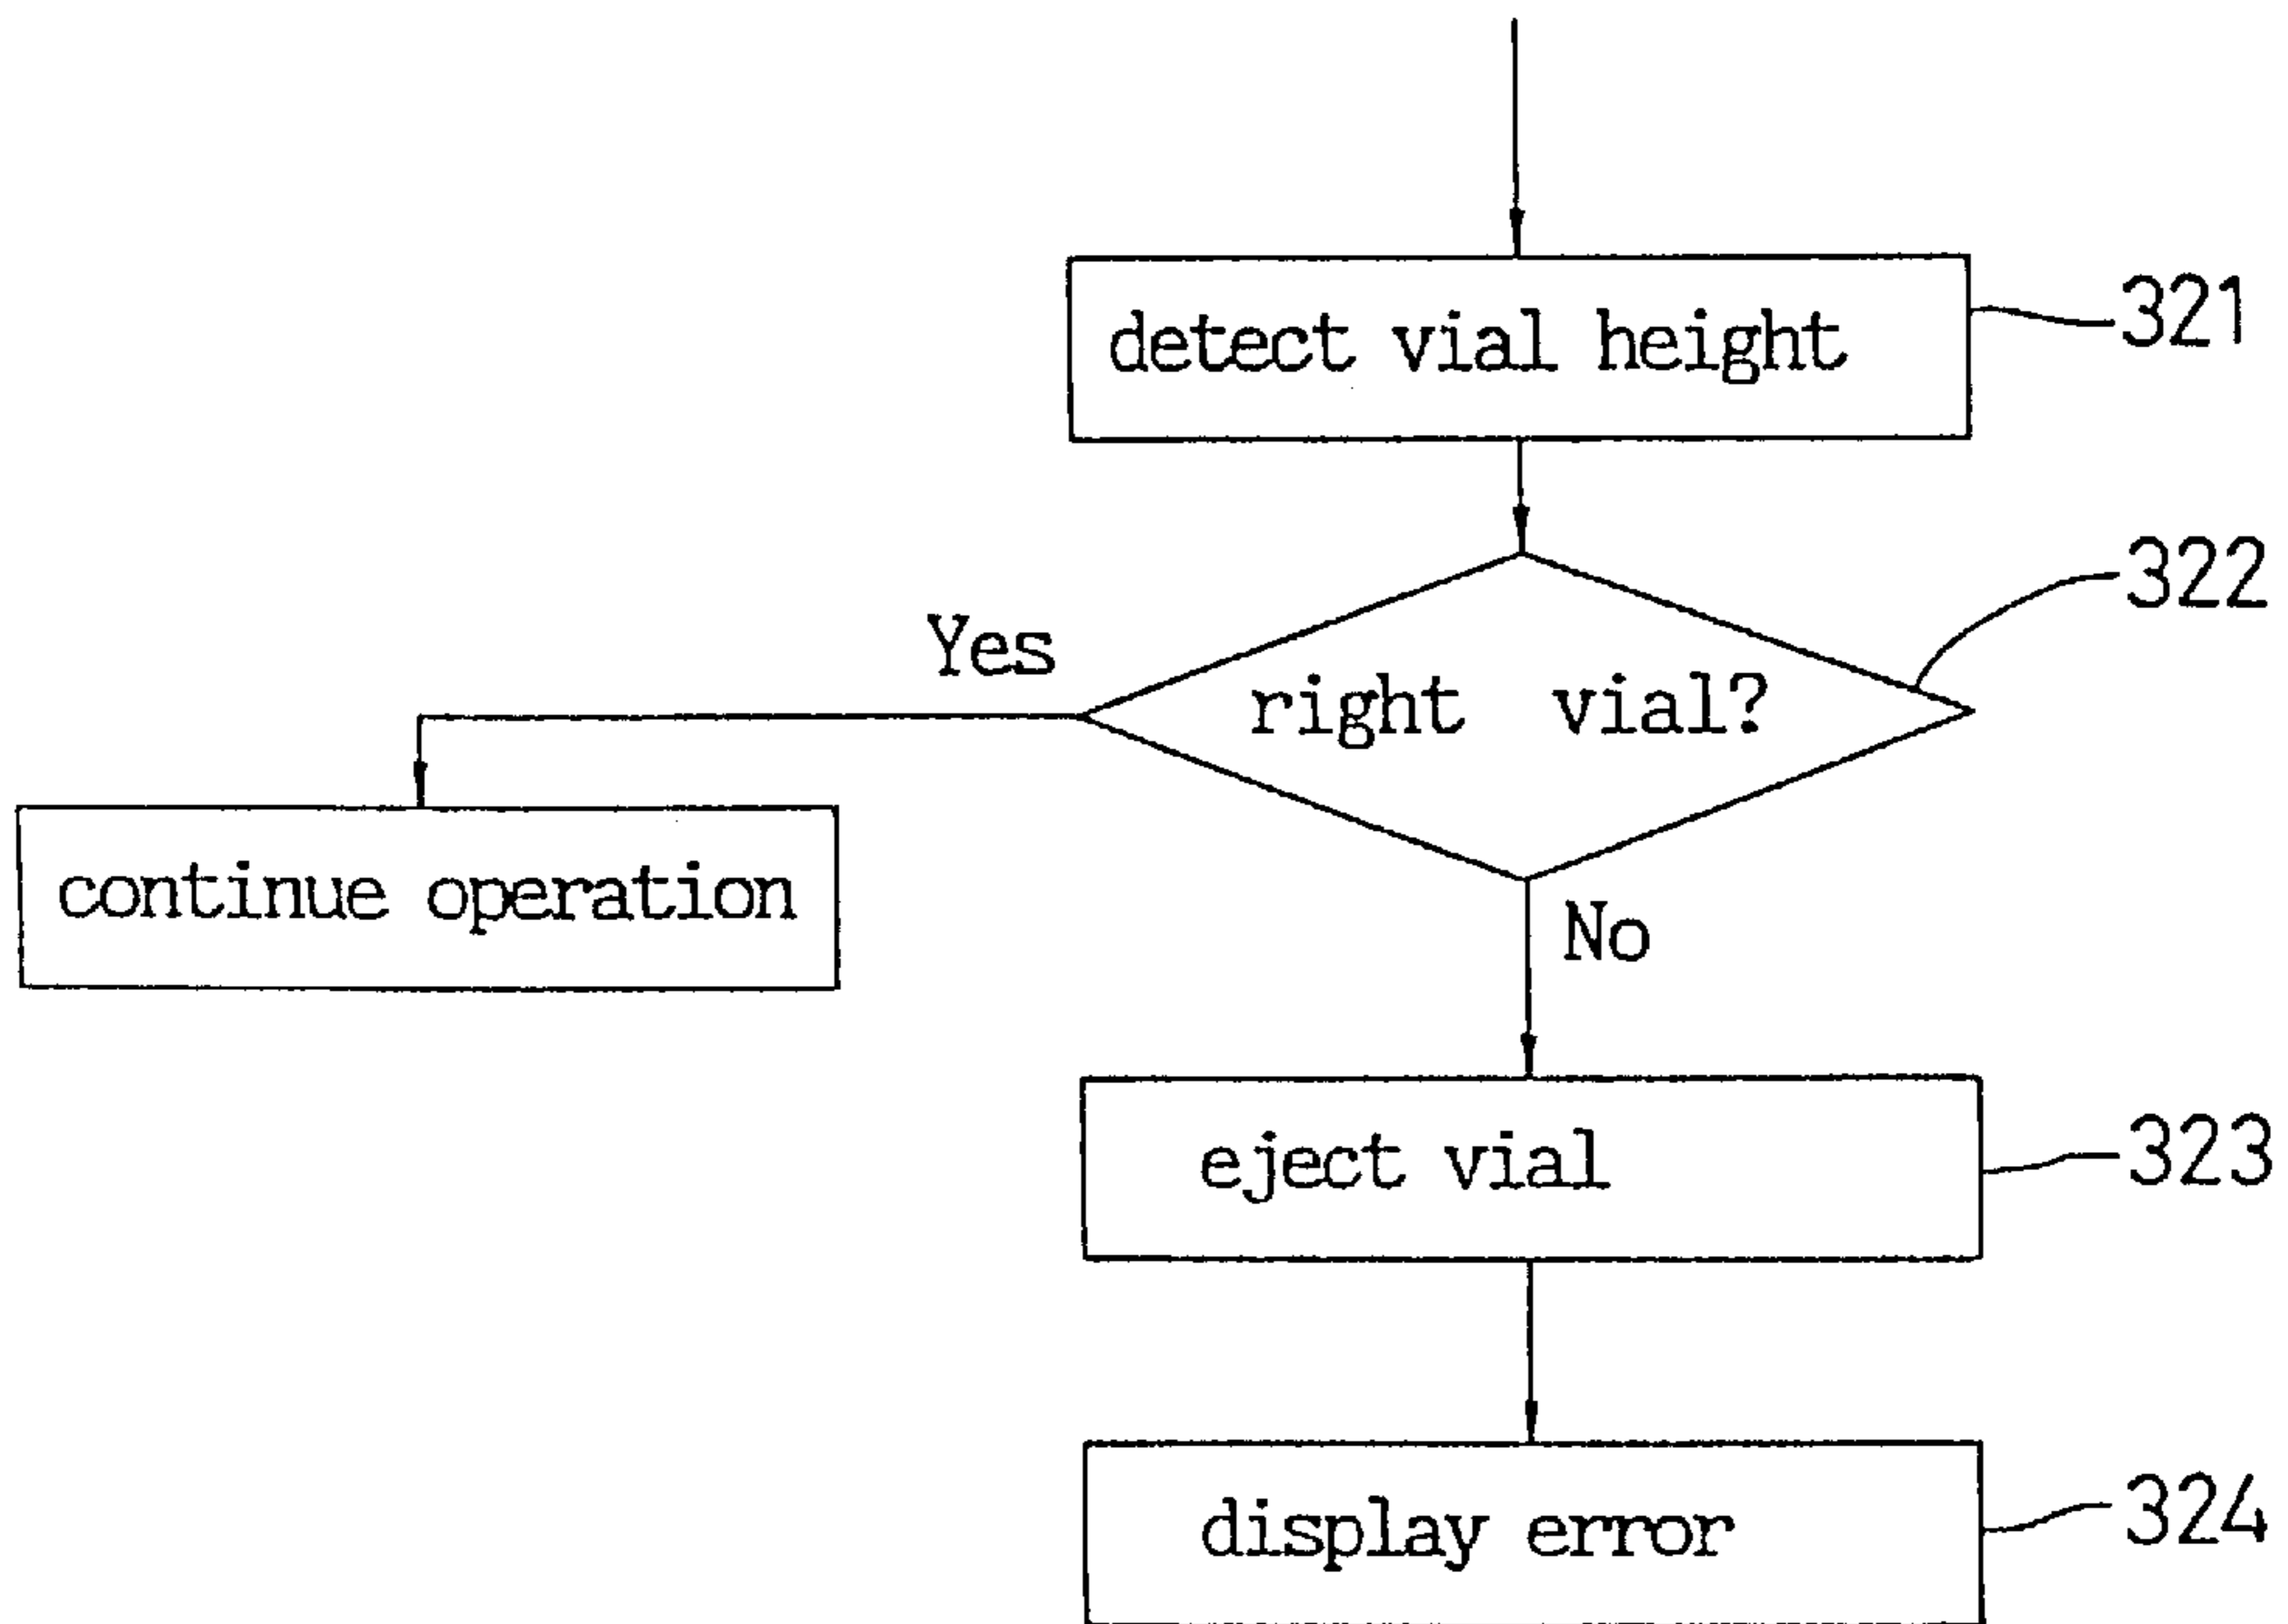 detect vial height
321
322
Yes
right vial?
continue operation
No
eject vial
323
display error
324